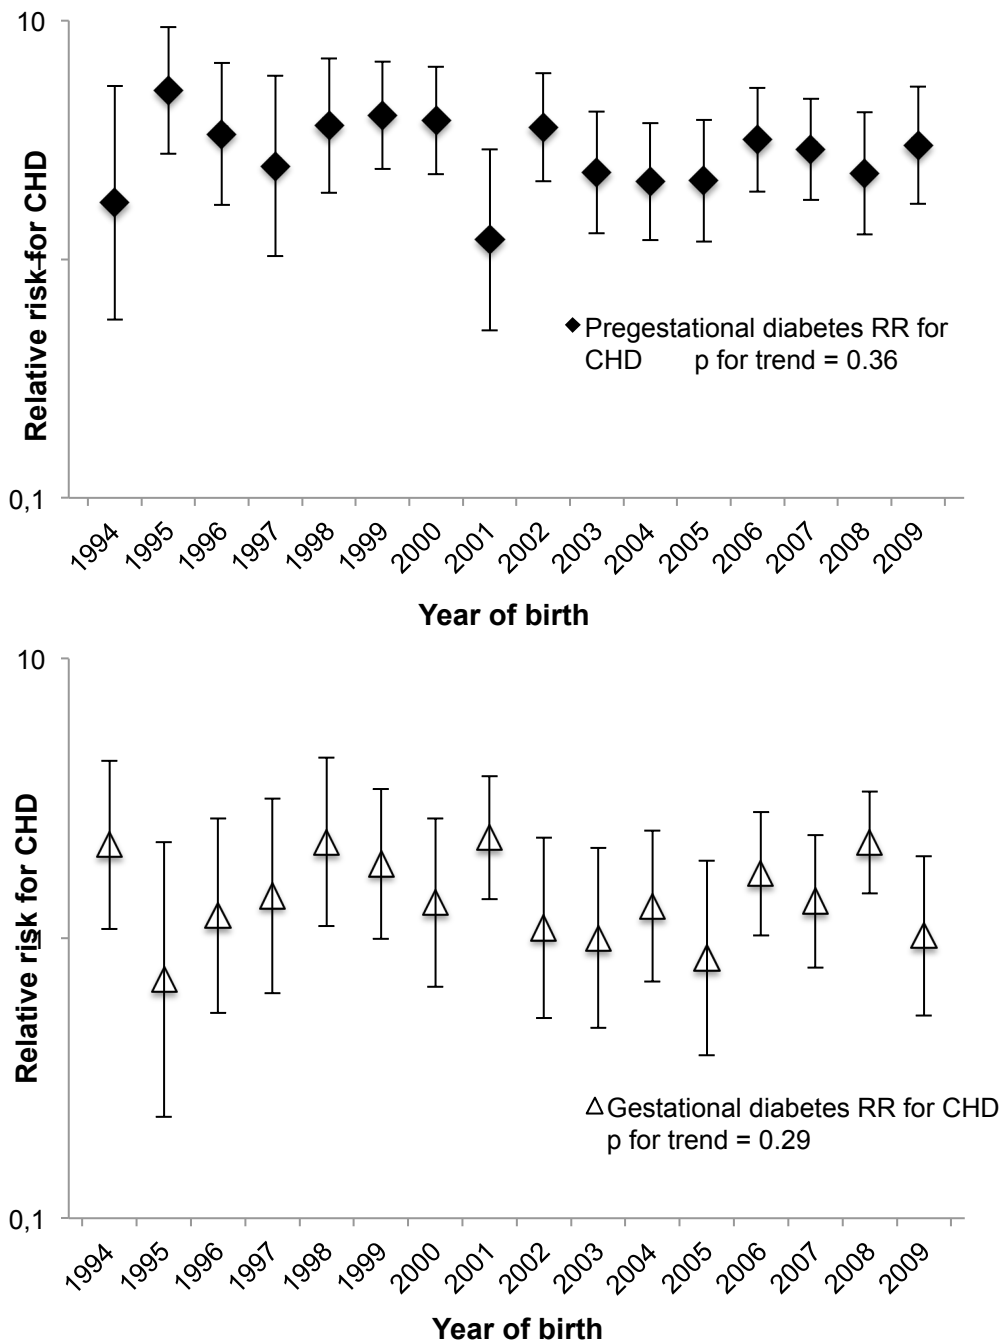 10
Relative risk for CHD
Pregestational diabetes RR for
CHD p for trend = 0.36
0,1
1994 1995 1996 1997 1998 1999 2000 2001 2002 2003 2004 2005 2006 2007 2008 2009
Year of birth
10
Relative risk for CHD
Gestational diabetes RR for CHD
p for trend = 0.29
0,1
1994 1995 1996 1997 1998 1999 2000 2001 2002 2003 2004 2005 2006 2007 2008 2009
Year of birth